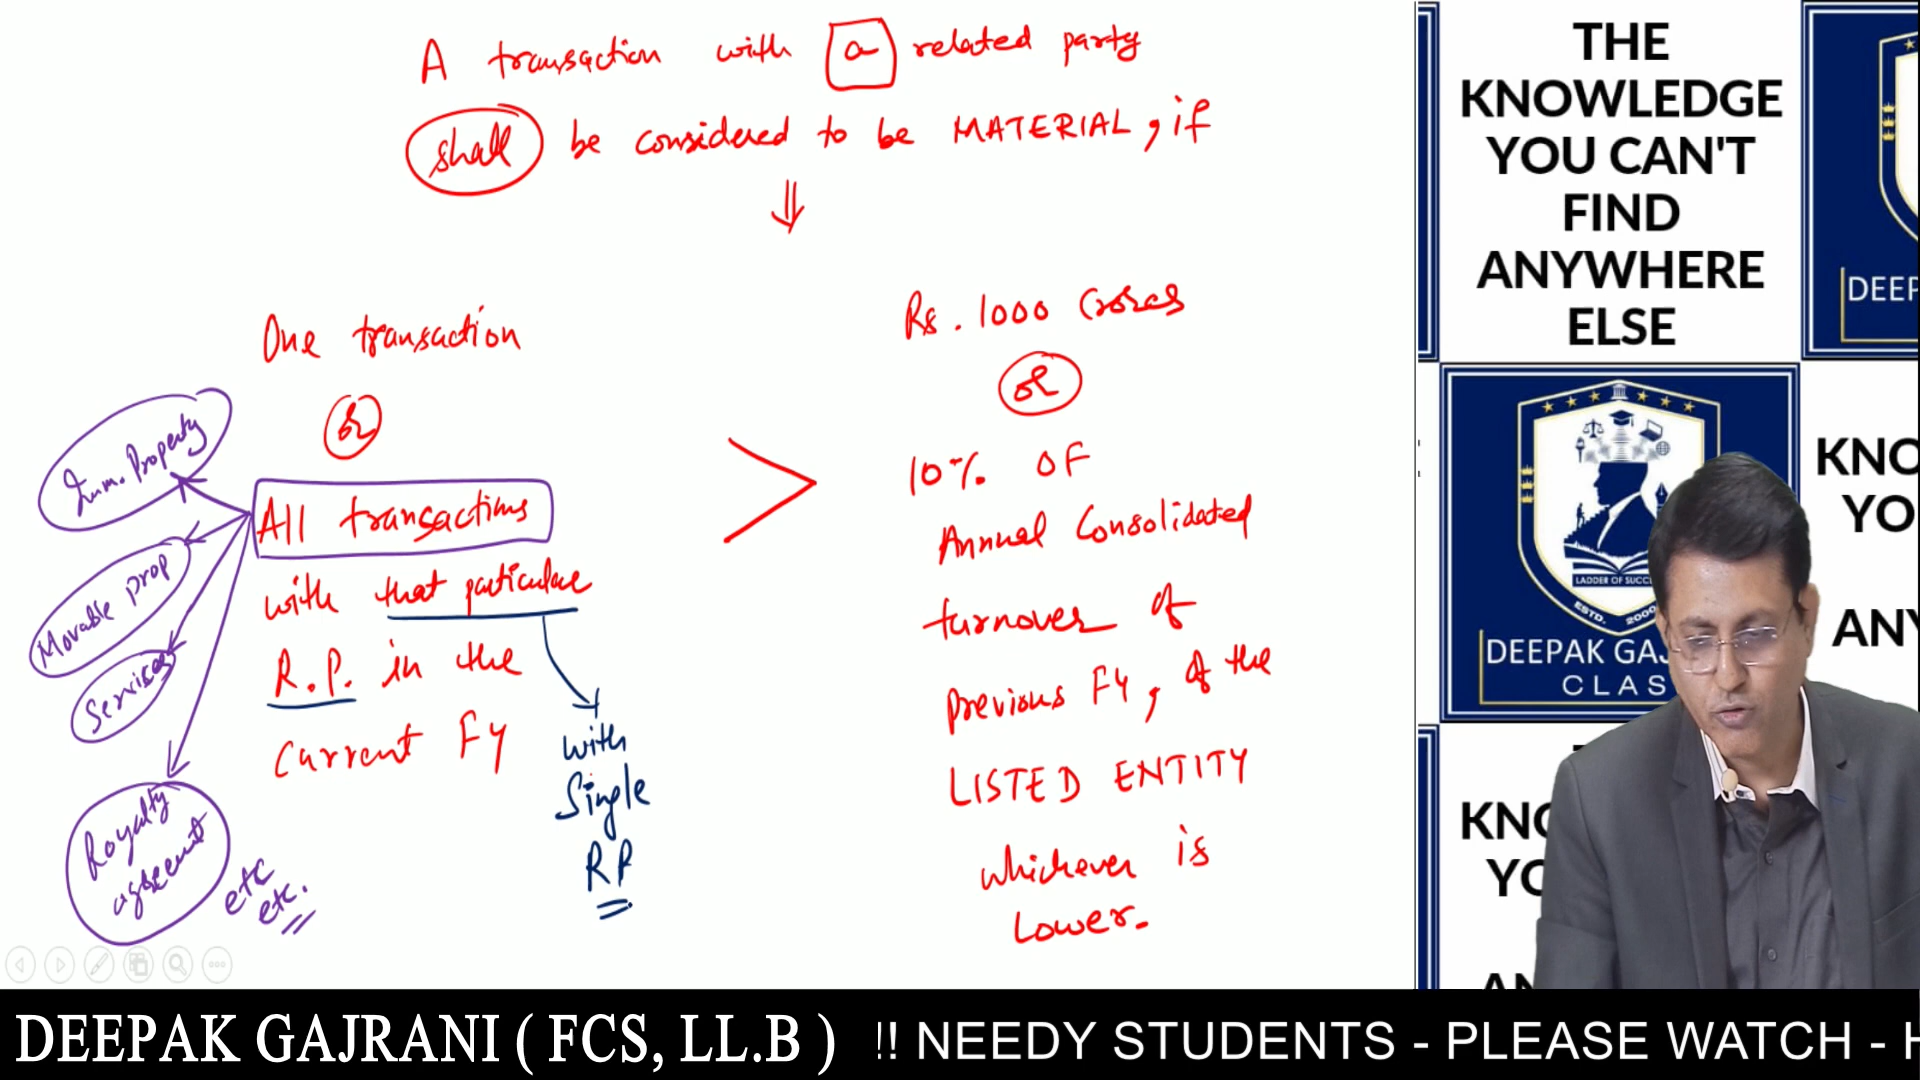 A transaction with a related party
shall be considered to be MATERIAL, if
One transaction
or
All transactions
with that particular
R.P. in the
current FY
with
Single
RP
Imm. Property
Movable prop
Services
Royalty
agreement
etc
etc.
Rs. 1000 Crores
or
10% OF
Annual Consolidated
turnover of
previous FY, of the
LISTED ENTITY
whichever is
lower.
THE
KNOWLEDGE
YOU CAN'T
FIND
ANYWHERE
ELSE
DEEP
LADDER OF SUCC
ESTD. 2000
DEEPAK GAJ
CLAS
KNO
YO
ANY
KNO
YO
AN
DEEPAK GAJRANI ( FCS, LL.B ) !! NEEDY STUDENTS - PLEASE WATCH - H